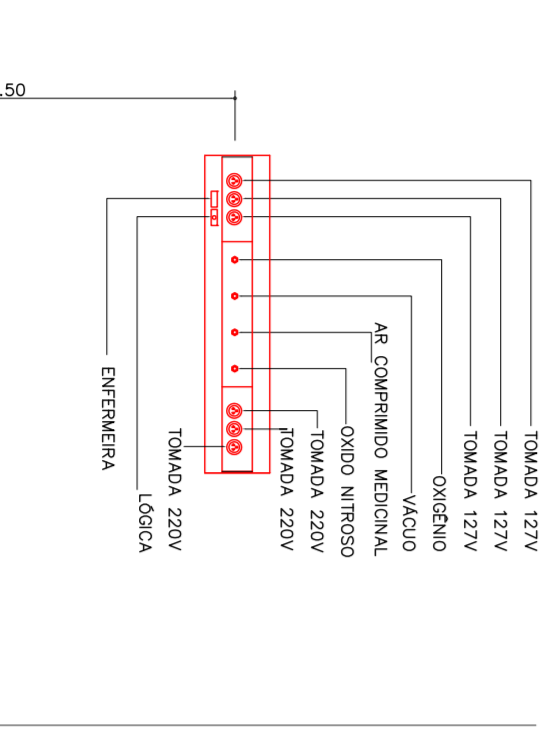 .50
TOMADA 127V
TOMADA 127V
TOMADA 127V
OXIGÊNIO
VÁCUO
AR COMPRIMIDO MEDICINAL
OXIDO NITROSO
TOMADA 220V
TOMADA 220V
TOMADA 220V
LÓGICA
ENFERMEIRA